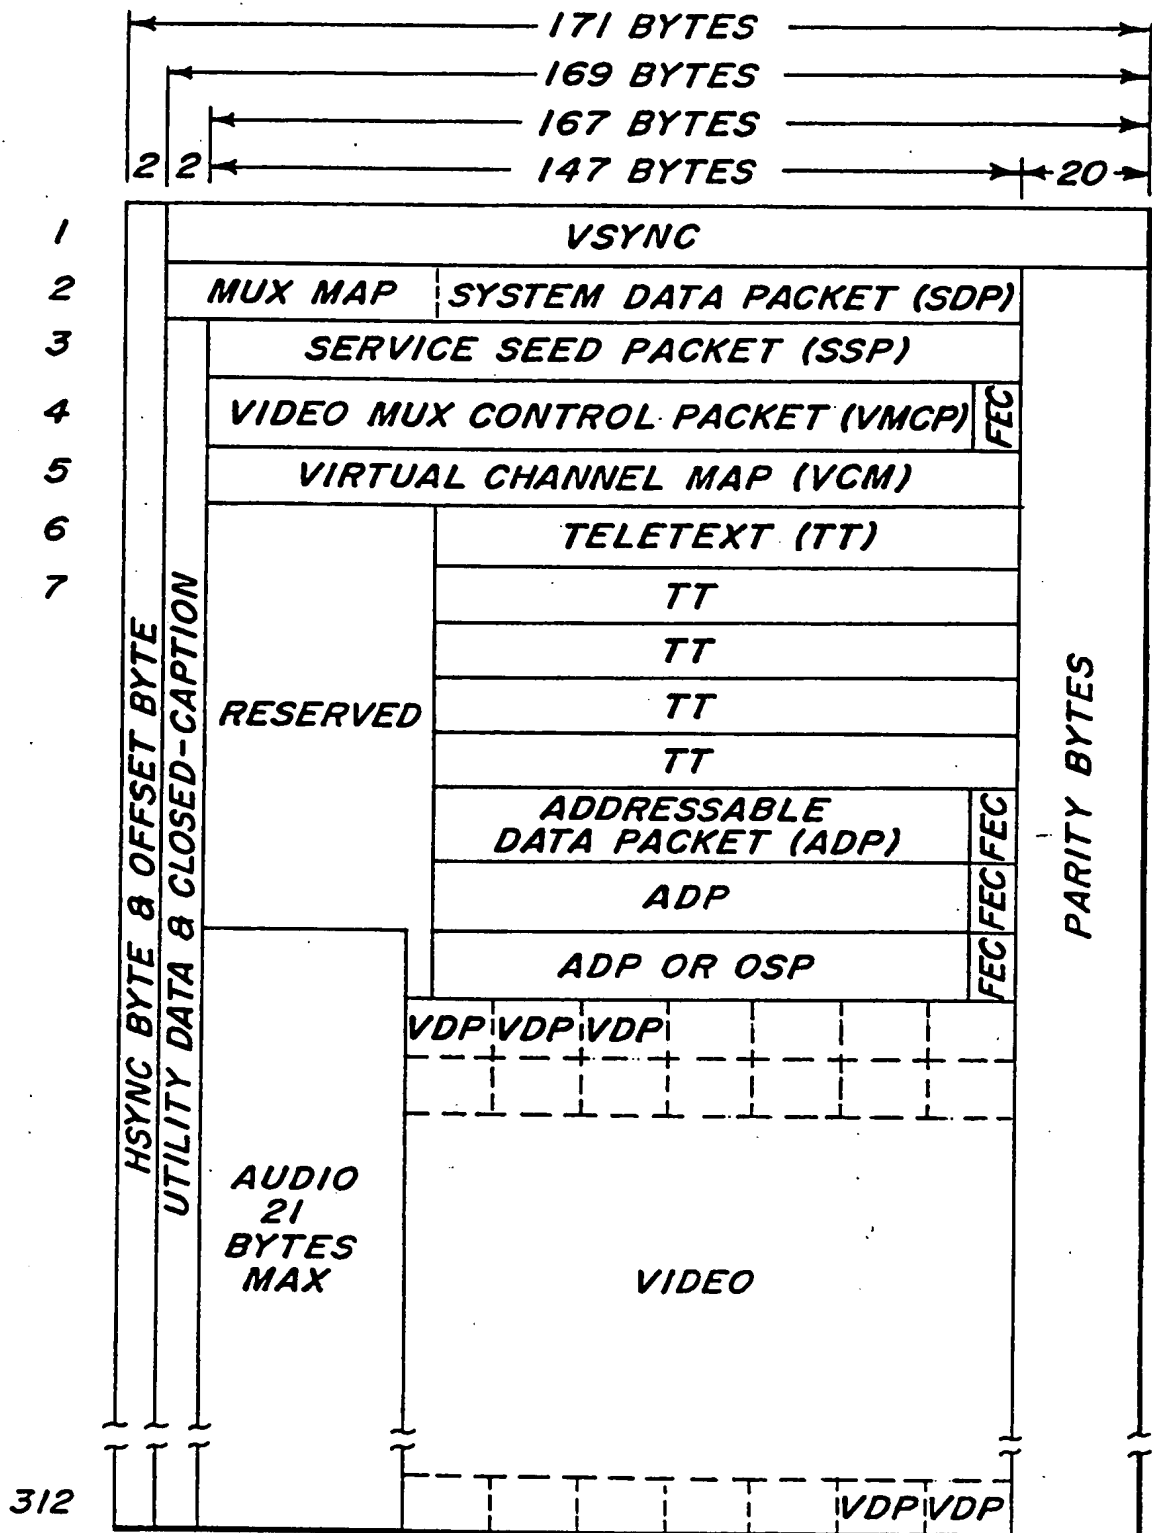 171 BYTES
169 BYTES
167 BYTES
2 2 147 BYTES 20
1 VSYNC
2 MUX MAP SYSTEM DATA PACKET (SDP)
3 SERVICE SEED PACKET (SSP)
4 VIDEO MUX CONTROL PACKET (VMCP) FEC
5 VIRTUAL CHANNEL MAP (VCM)
6 TELETEXT (TT)
7 TT
TT
TT
TT
RESERVED
ADDRESSABLE
DATA PACKET (ADP) FEC
ADP FEC
ADP OR OSP FEC
HSYNC BYTE & OFFSET BYTE
UTILITY DATA & CLOSED-CAPTION
PARITY BYTES
VDP VDP VDP
AUDIO
21
BYTES
MAX
VIDEO
312 VDP VDP